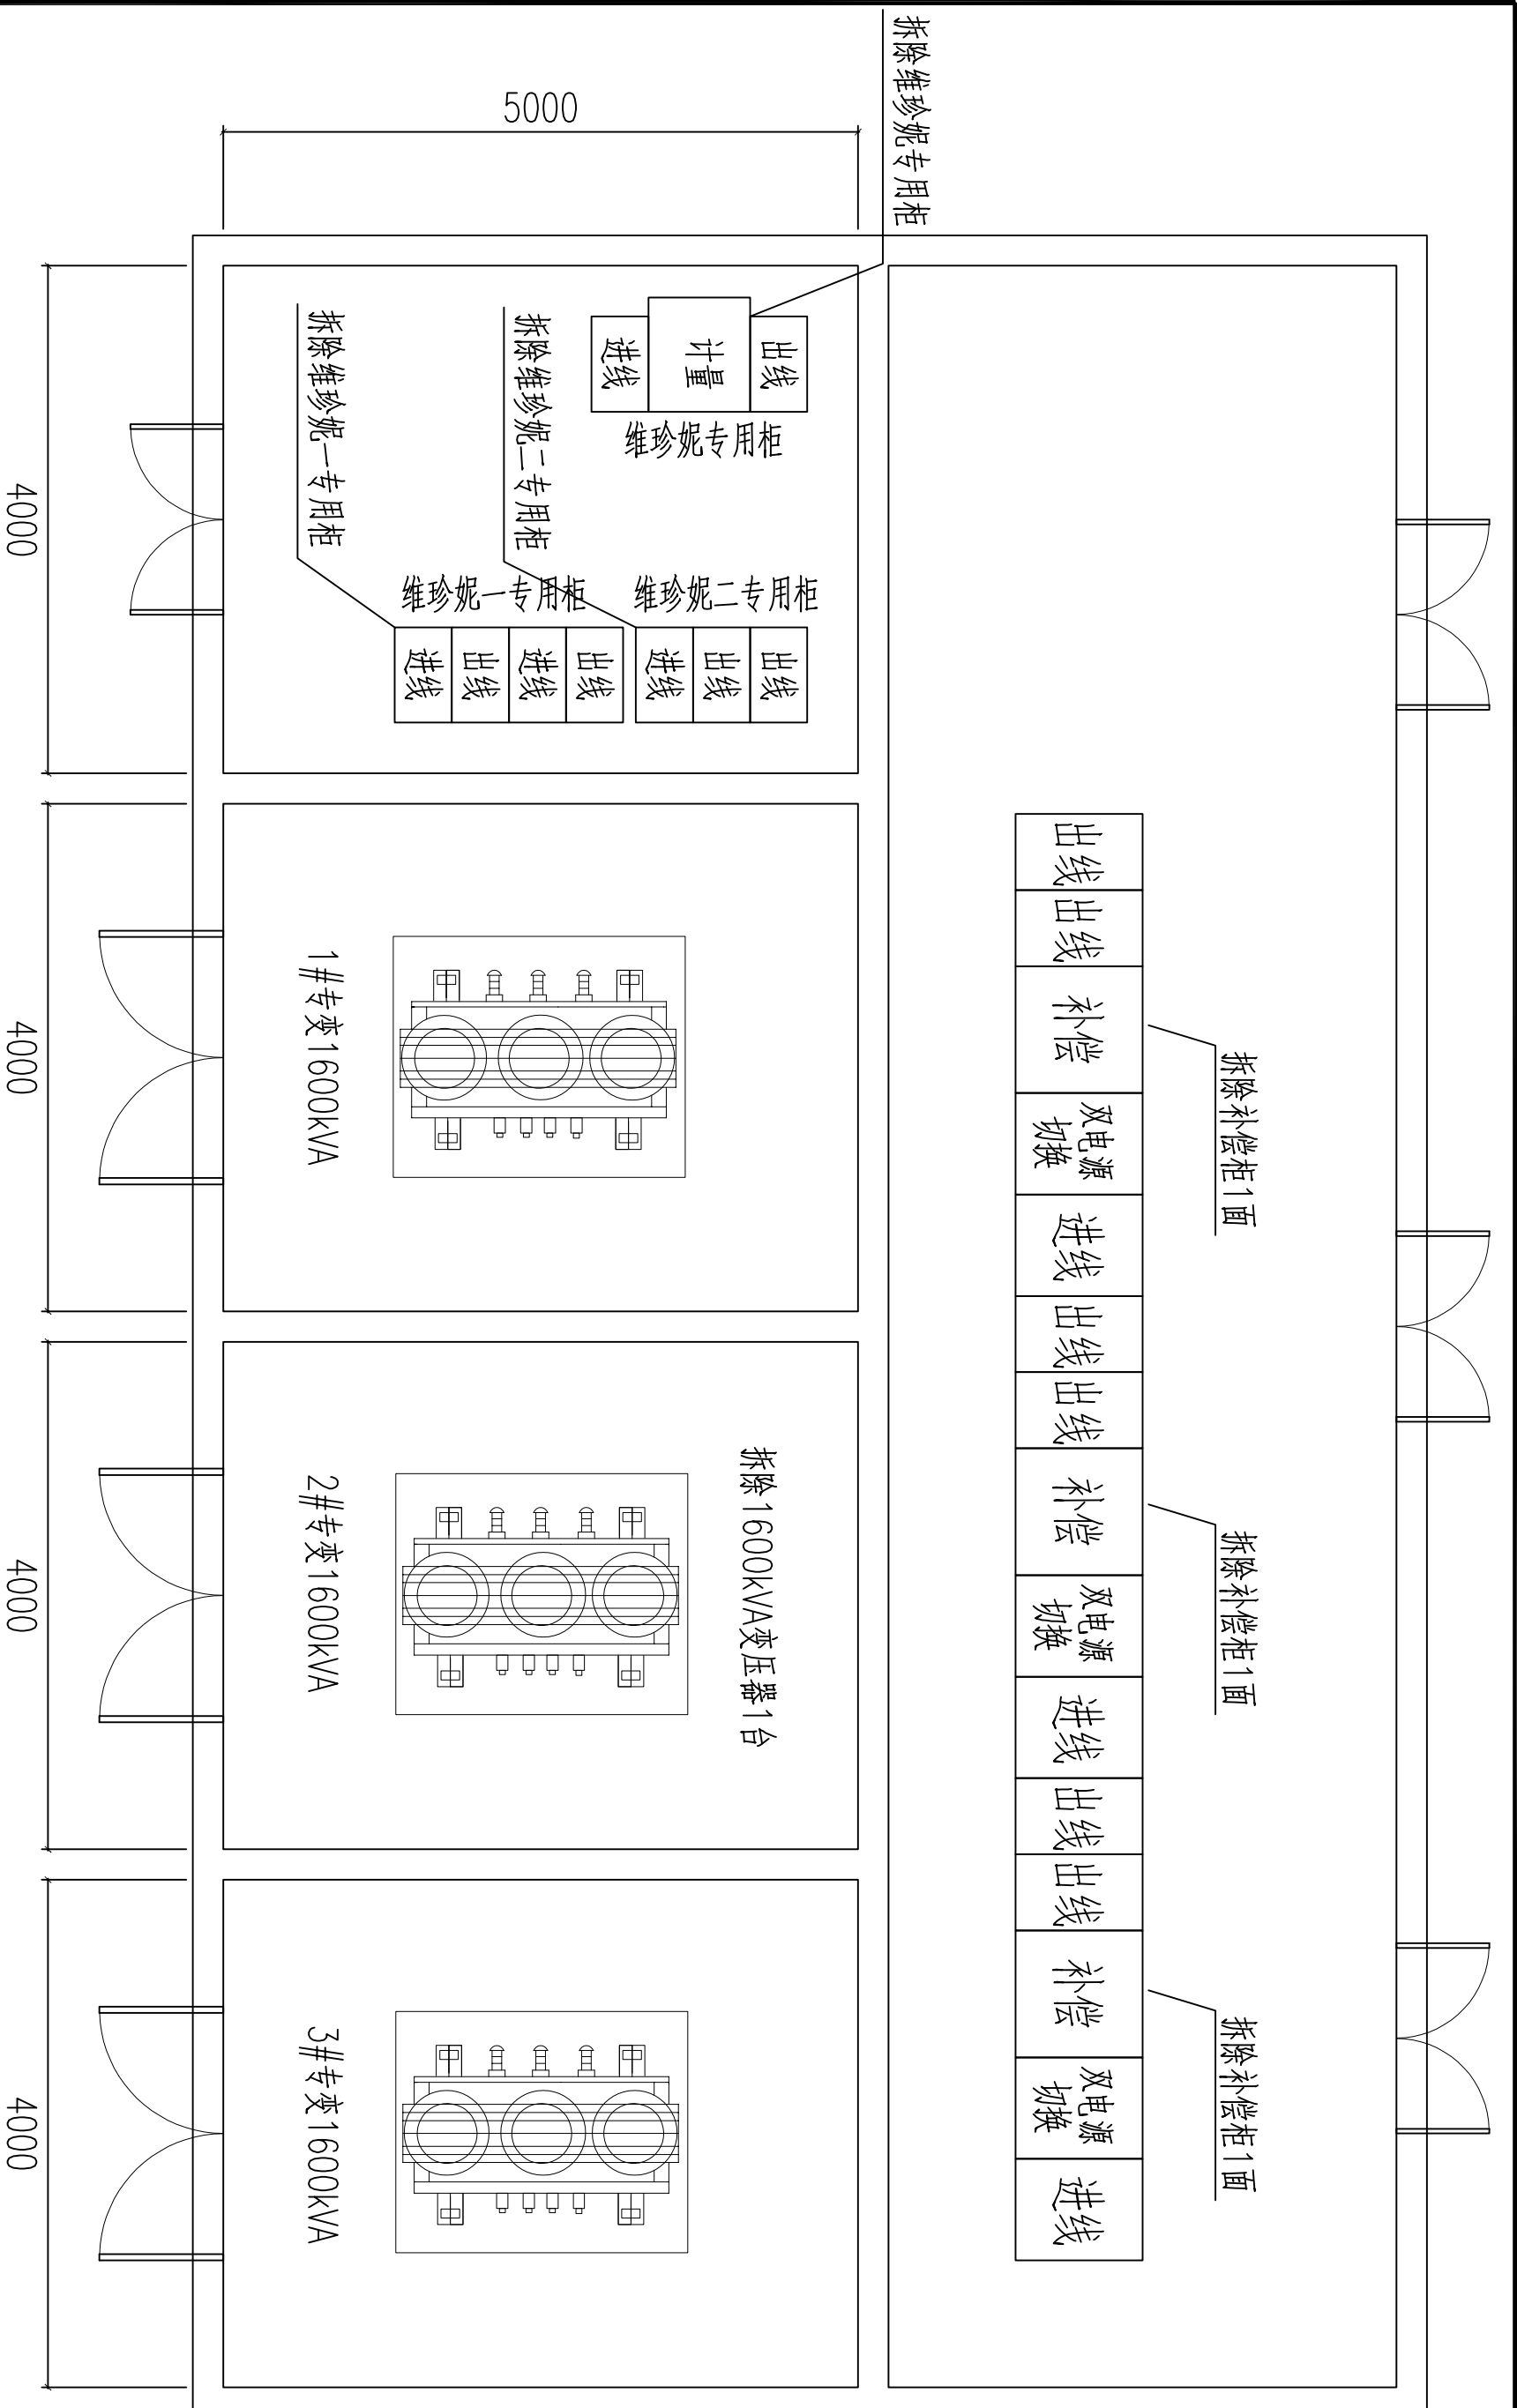 拆除维珍妮专用柜
5000
出线
计量
进线
维珍妮专用柜
拆除维珍妮二专用柜
拆除维珍妮一专用柜
维珍妮二专用柜
维珍妮一专用柜
出线
出线
进线
出线
进线
出线
进线
4000
出线
出线
补偿
双电源
切换
进线
出线
出线
补偿
双电源
切换
进线
出线
出线
补偿
双电源
切换
进线
拆除补偿柜1面
拆除补偿柜1面
拆除补偿柜1面
1#专变1600kVA
4000
拆除1600kVA变压器1台
2#专变1600kVA
4000
3#专变1600kVA
4000